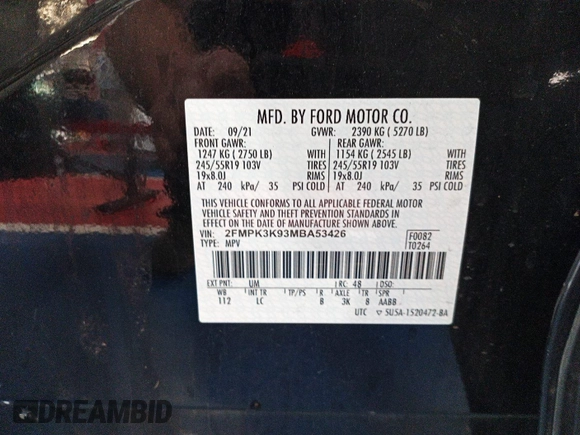 MFD. BY FORD MOTOR CO.
DATE: 09/21 GVWR: 2390 KG ( 5270 LB)
FRONT GAWR: REAR GAWR:
1247 KG ( 2750 LB) WITH 1154 KG ( 2545 LB) WITH
245/55R19 103V TIRES 245/55R19 103V TIRES
19x8.0J RIMS 19x8.0J RIMS
AT 240 kPa/ 35 PSI COLD AT 240 kPa/ 35 PSI COLD
THIS VEHICLE CONFORMS TO ALL APPLICABLE FEDERAL MOTOR
VEHICLE SAFETY AND THEFT PREVENTION STANDARDS IN
EFFECT ON THE DATE OF MANUFACTURE SHOWN ABOVE.
VIN: 2FMPK3K93MBA53426 F0082
TYPE: MPV T0264
EXT PNT: UM RC: 48 DSO:
WB INT TR TP/PS R AXLE TR SPR
112 LC 8 3K 8 AABB
UTC ▽ SU5A-1520472-BA
DREAMBID